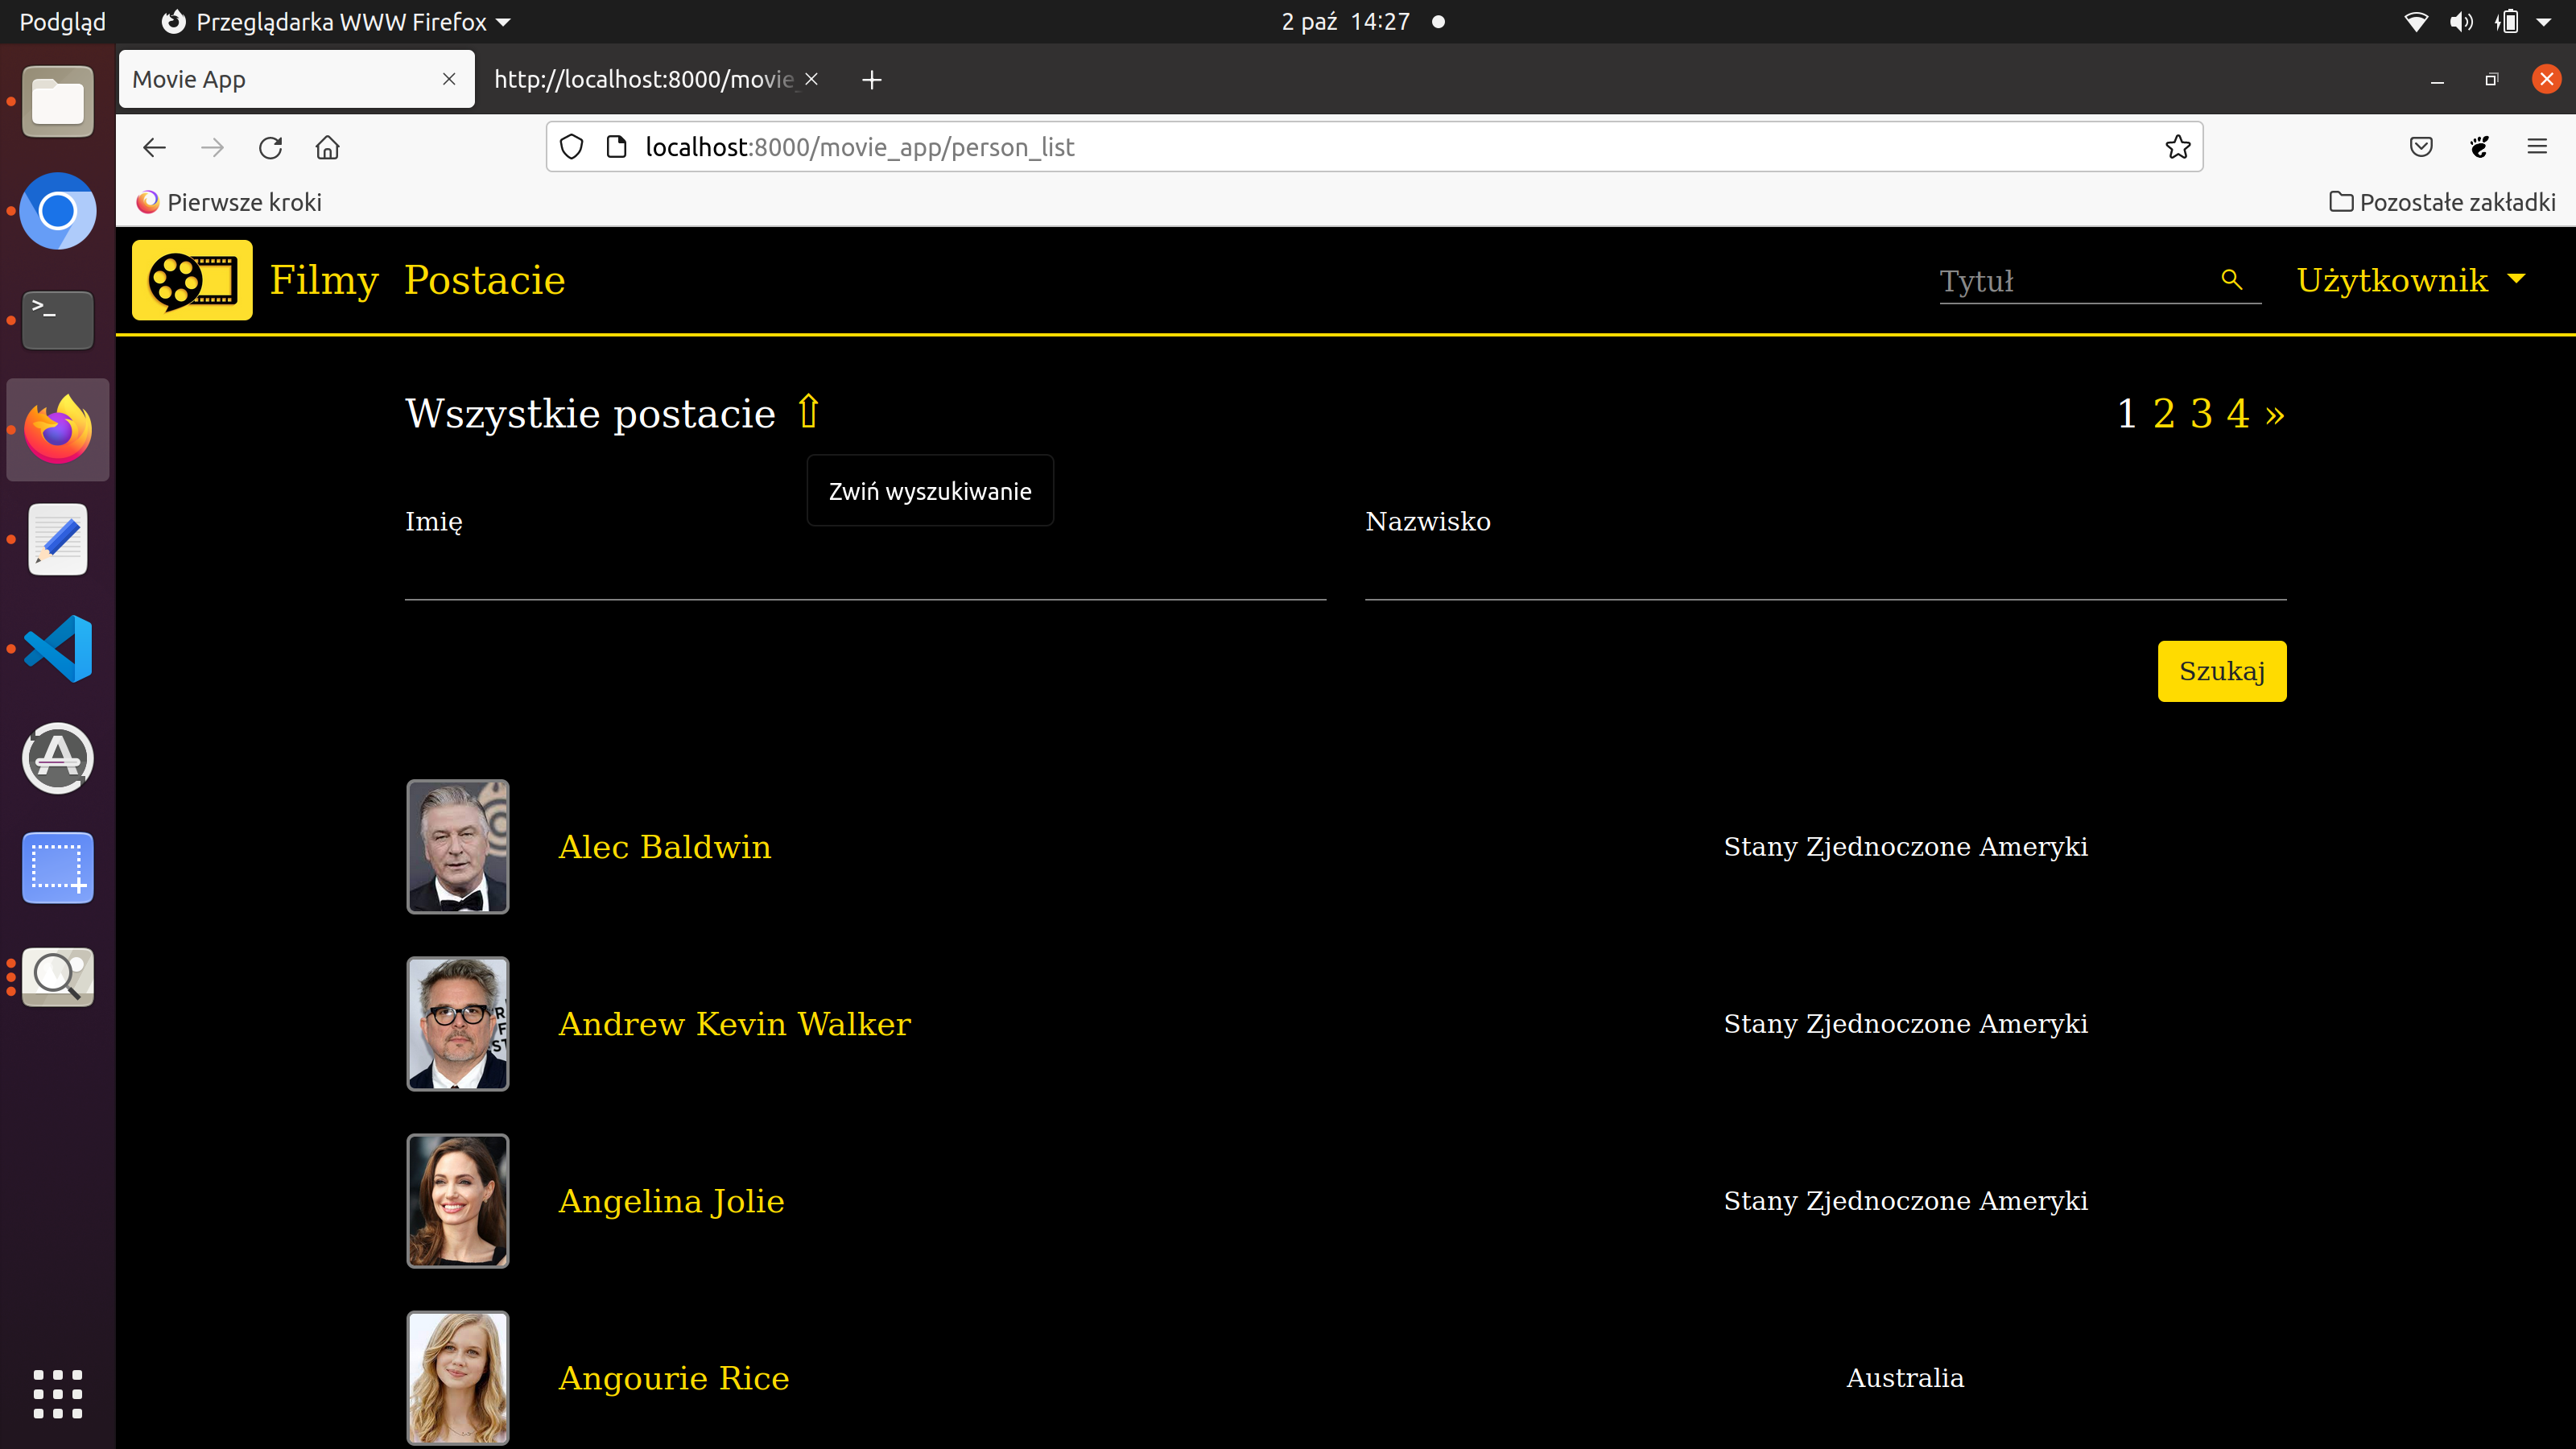 Podgląd Przeglądarka WWW Firefox 2 paź 14:27
Movie App http://localhost:8000/movie_
localhost:8000/movie_app/person_list
Pierwsze kroki Pozostałe zakładki
Filmy Postacie Tytuł Użytkownik
Wszystkie postacie ⇧ 1 2 3 4 »
Zwiń wyszukiwanie
Imię Nazwisko
Szukaj
Alec Baldwin Stany Zjednoczone Ameryki
Andrew Kevin Walker Stany Zjednoczone Ameryki
Angelina Jolie Stany Zjednoczone Ameryki
Angourie Rice Australia